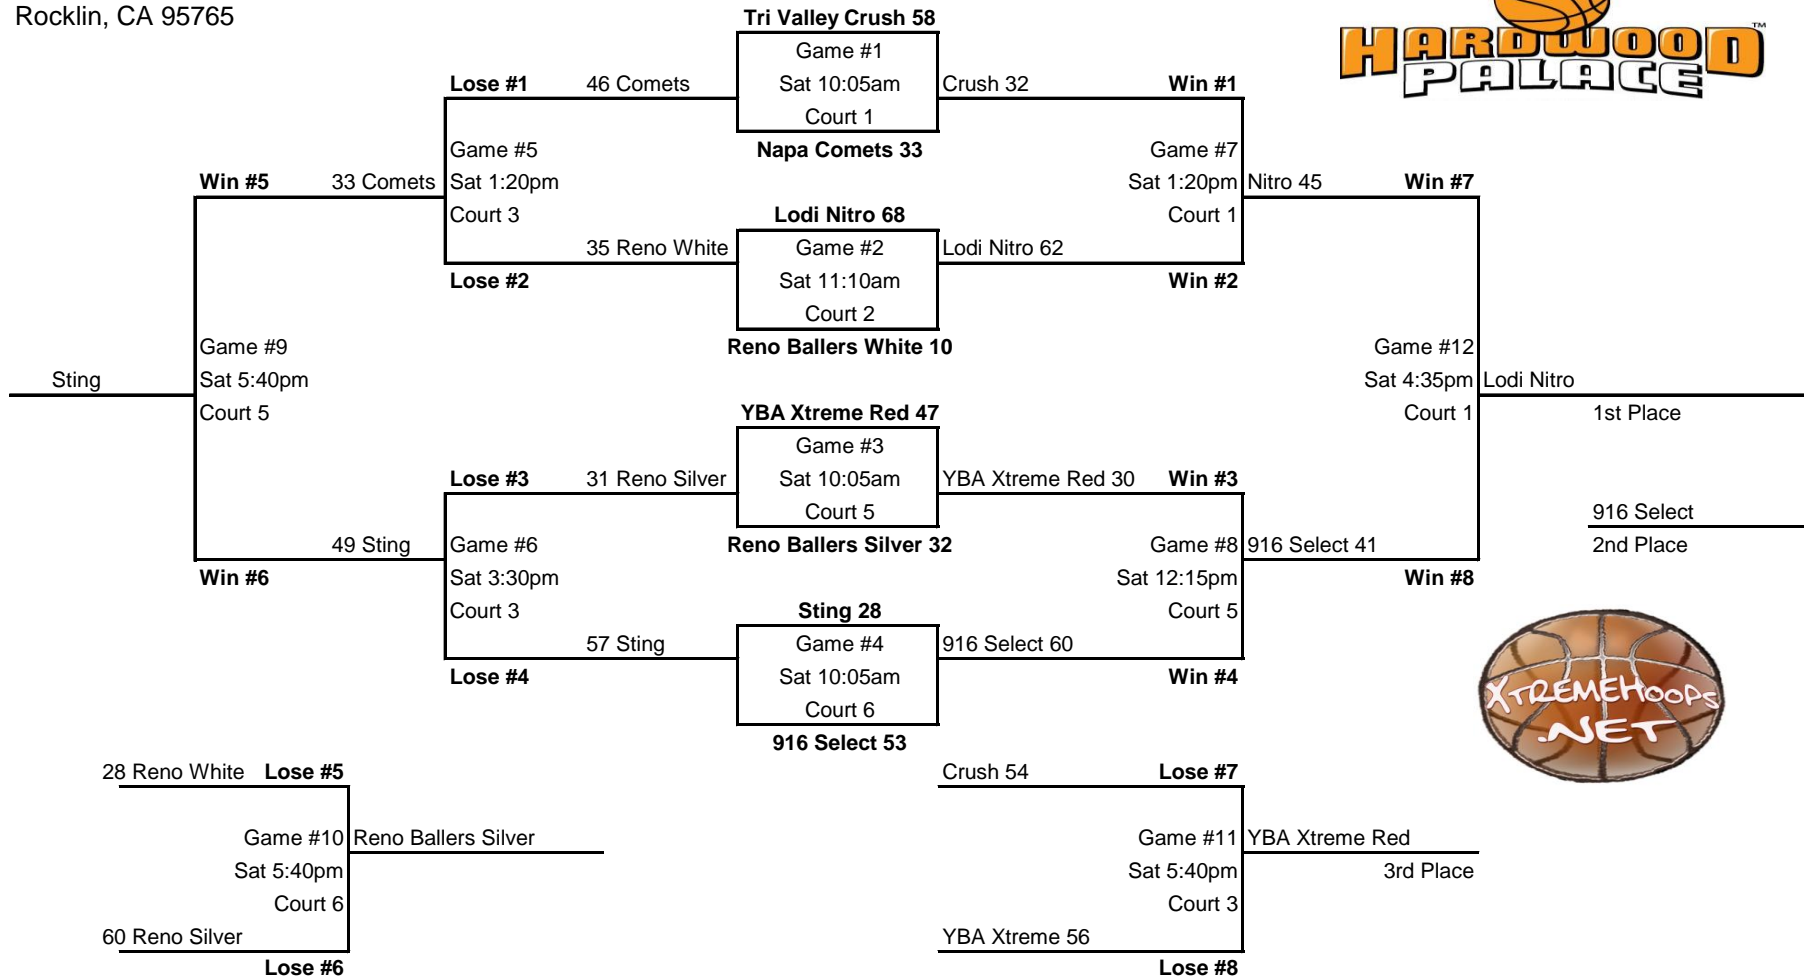 Rocklin, CA 95765
HARDWOOD
PALACE
TM
Tri Valley Crush 58
Game #1
Lose #1 46 Comets Sat 10:05am Crush 32 Win #1
Court 1
Game #5 Napa Comets 33 Game #7
Win #5 33 Comets Sat 1:20pm Sat 1:20pm Nitro 45 Win #7
Court 3 Lodi Nitro 68 Court 1
35 Reno White Game #2 Lodi Nitro 62
Lose #2 Sat 11:10am Win #2
Court 2
Game #9 Reno Ballers White 10 Game #12
Sting Sat 5:40pm Sat 4:35pm Lodi Nitro
Court 5 YBA Xtreme Red 47 Court 1 1st Place
Game #3
Lose #3 31 Reno Silver Sat 10:05am YBA Xtreme Red 30 Win #3
Court 5 916 Select
49 Sting Game #6 Reno Ballers Silver 32 Game #8 916 Select 41 2nd Place
Win #6 Sat 3:30pm Sat 12:15pm Win #8
Court 3 Sting 28 Court 5
57 Sting Game #4 916 Select 60
Lose #4 Sat 10:05am Win #4
Court 6
XTREMEHOOPS
.NET
916 Select 53
28 Reno White Lose #5 Crush 54 Lose #7
Game #10 Reno Ballers Silver Game #11 YBA Xtreme Red
Sat 5:40pm Sat 5:40pm 3rd Place
Court 6 Court 3
60 Reno Silver YBA Xtreme 56
Lose #6 Lose #8